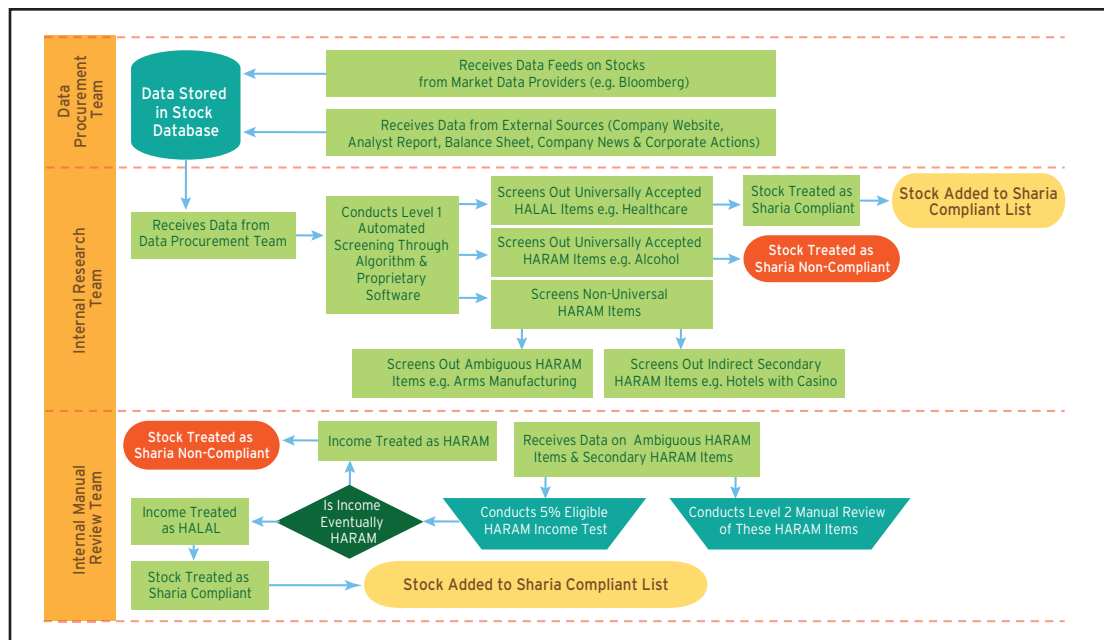 Data
Procurement
Team
Data Stored
in Stock
Database
Receives Data Feeds on Stocks
from Market Data Providers (e.g. Bloomberg)
Receives Data from External Sources (Company Website,
Analyst Report, Balance Sheet, Company News & Corporate Actions)
Internal Research
Team
Receives Data from
Data Procurement Team
Conducts Level 1
Automated
Screening Through
Algorithm &
Proprietary
Software
Screens Out Universally Accepted
HALAL Items e.g. Healthcare
Stock Treated as
Sharia Compliant
Stock Added to Sharia
Compliant List
Screens Out Universally Accepted
HARAM Items e.g. Alcohol
Stock Treated as
Sharia Non-Compliant
Screens Non-Universal
HARAM Items
Screens Out Ambiguous HARAM
Items e.g. Arms Manufacturing
Screens Out Indirect Secondary
HARAM Items e.g. Hotels with Casino
Internal Manual
Review Team
Stock Treated as
Sharia Non-Compliant
Income Treated as HARAM
Receives Data on Ambiguous HARAM
Items & Secondary HARAM Items
Income Treated
as HALAL
Is Income
Eventually
HARAM
Conducts 5% Eligible
HARAM Income Test
Conducts Level 2 Manual Review
of These HARAM Items
Stock Treated as
Sharia Compliant
Stock Added to Sharia Compliant List